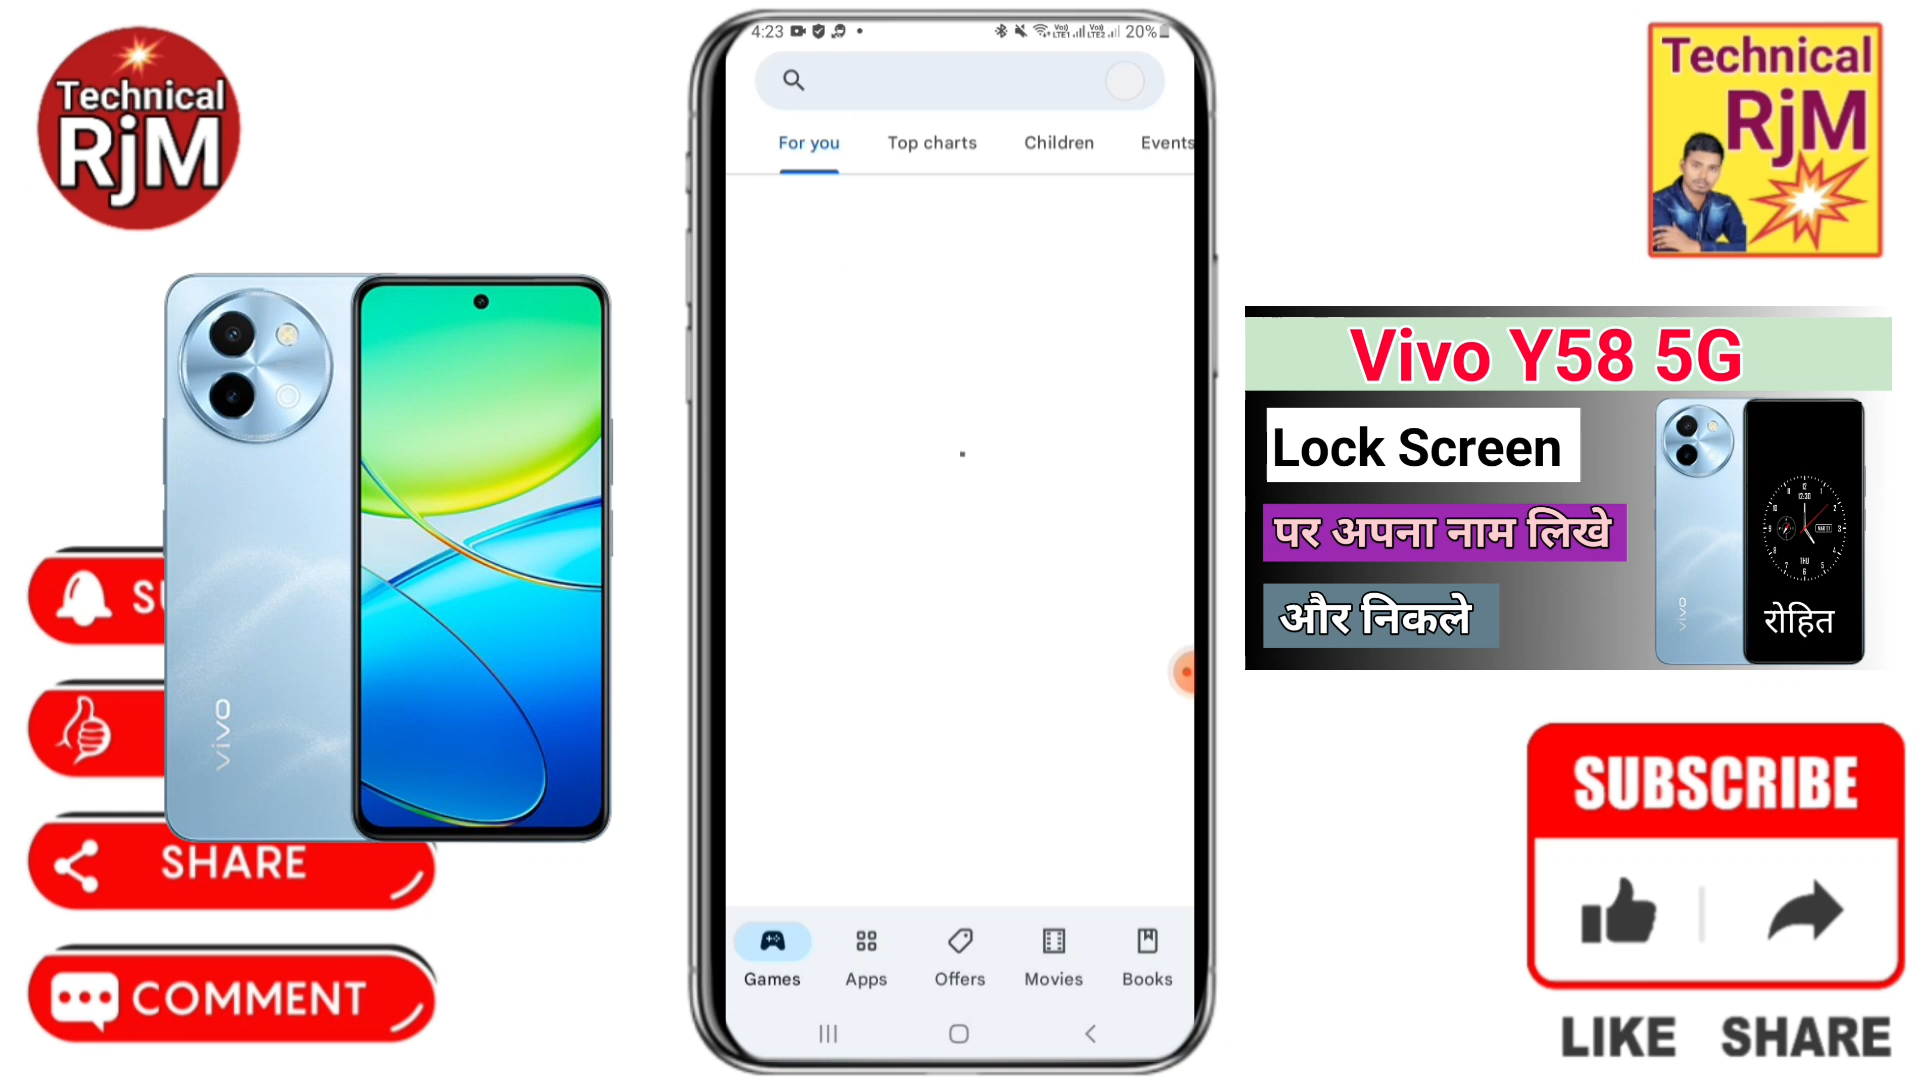 Technical
RjM
4:23
20%
For you
Top charts
Children
Events
Games
Apps
Offers
Movies
Books
vivo
SHARE
COMMENT
Technical
RjM
Vivo Y58 5G
Lock Screen
पर अपना नाम लिखे
और निकले
vivo
रोहित
SUBSCRIBE
LIKE SHARE